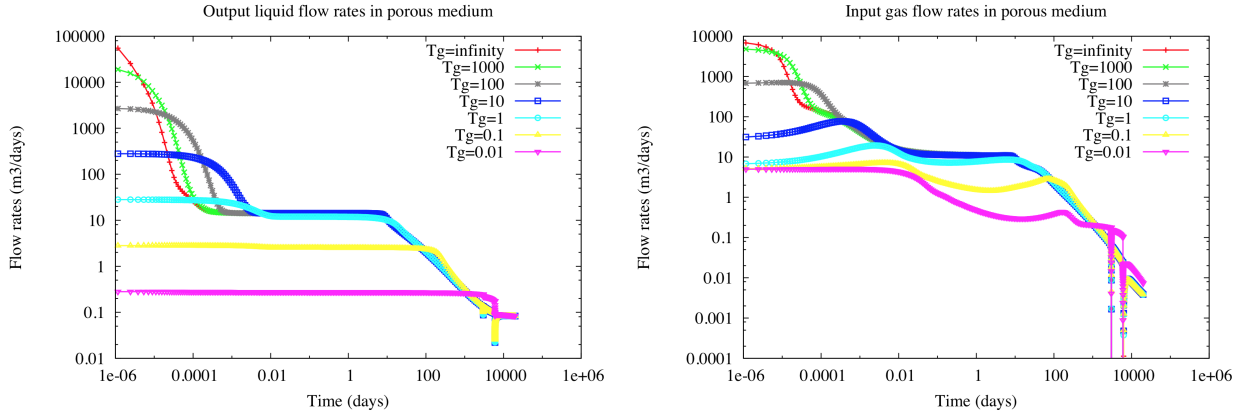 Output liquid flow rates in porous medium
Flow rates (m3/days)
100000
10000
1000
100
10
1
0.1
0.01
Tg=infinity
Tg=1000
Tg=100
Tg=10
Tg=1
Tg=0.1
Tg=0.01
1e-06 0.0001 0.01 1 100 10000 1e+06
Time (days)
Input gas flow rates in porous medium
Flow rates (m3/days)
10000
1000
100
10
1
0.1
0.01
0.001
0.0001
Tg=infinity
Tg=1000
Tg=100
Tg=10
Tg=1
Tg=0.1
Tg=0.01
1e-06 0.0001 0.01 1 100 10000 1e+06
Time (days)